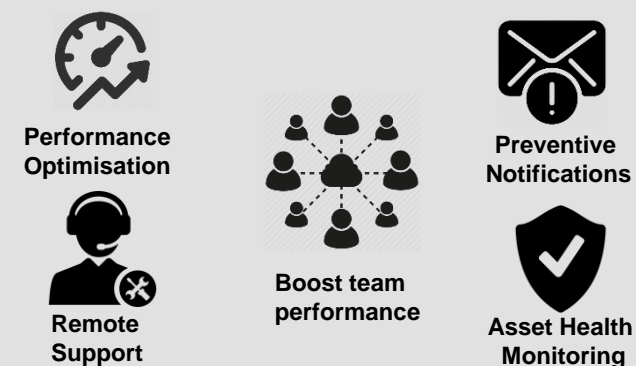 Performance
Optimisation
Preventive
Notifications
Boost team
performance
Remote
Support
Asset Health
Monitoring